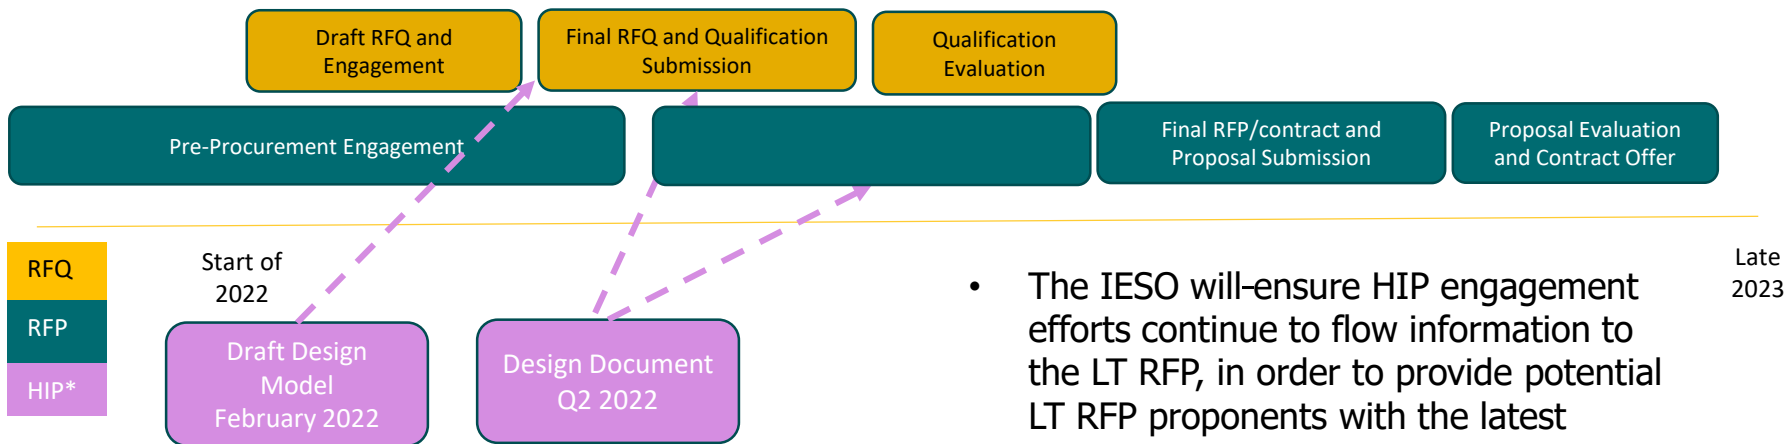 Draft RFQ and
Engagement
Final RFQ and Qualification
Submission
Qualification
Evaluation
Pre-Procurement Engagement
Final RFP/contract and
Proposal Submission
Proposal Evaluation
and Contract Offer
RFQ
RFP
HIP*
Start of
2022
Late
2023
Draft Design
Model
February 2022
Design Document
Q2 2022
• The IESO will-ensure HIP engagement
efforts continue to flow information to
the LT RFP, in order to provide potential
LT RFP proponents with the latest